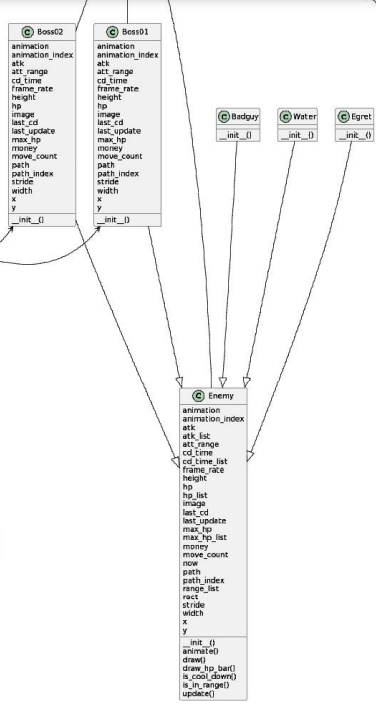 C Boss02
animation
animation_index
atk
att_range
cd_time
frame_rate
height
hp
image
last_cd
last_update
max_hp
money
move_count
path
path_index
stride
width
x
y
__init__()
C Boss01
animation
animation_index
atk
att_range
cd_time
frame_rate
height
hp
image
last_cd
last_update
max_hp
money
move_count
path
path_index
stride
width
x
y
__init__()
C Badguy
__init__()
C Water
__init__()
C Egret
__init__()
C Enemy
animation
animation_index
atk
atk_list
att_range
cd_time
cd_time_list
frame_rate
height
hp
hp_list
image
last_cd
last_update
max_hp
max_hp_list
money
move_count
now
path
path_index
range_list
rect
stride
width
x
y
__init__()
animate()
draw()
draw_hp_bar()
is_cool_down()
is_in_range()
update()